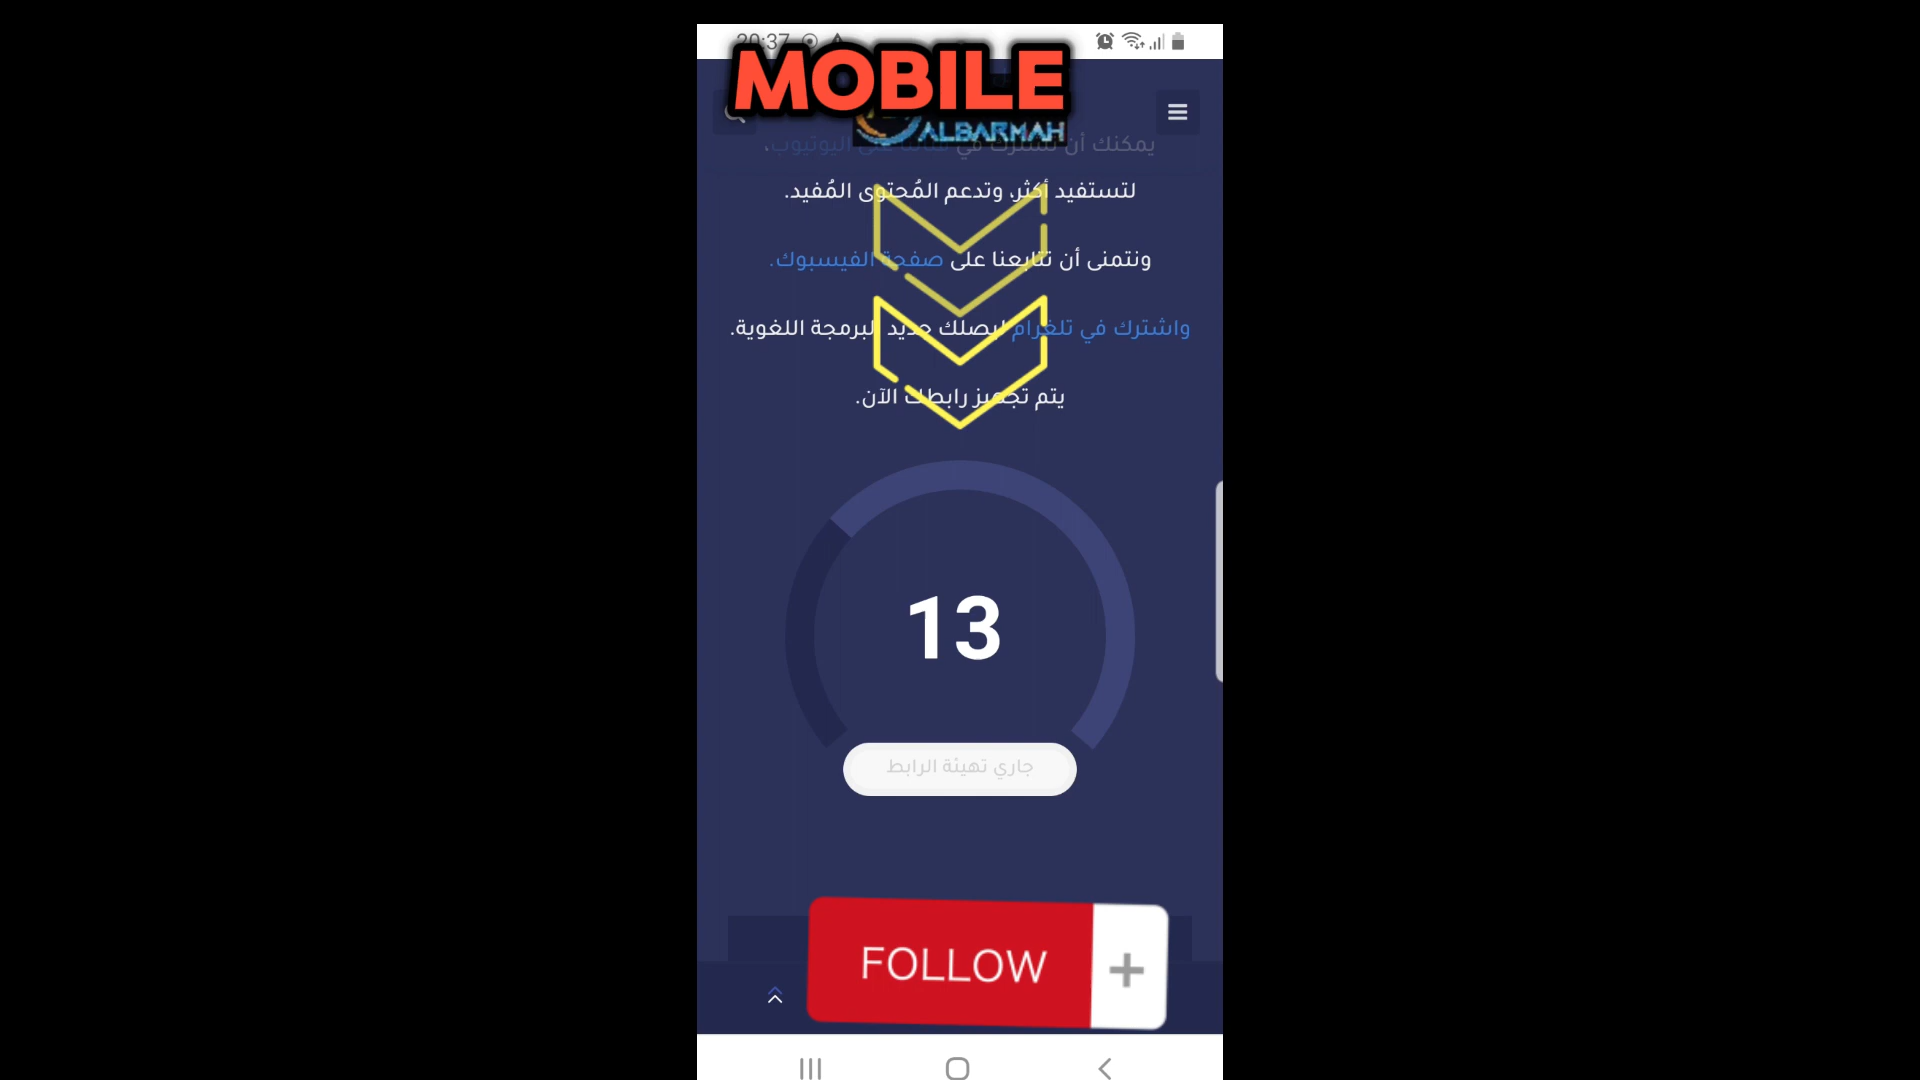 20:37
MOBILE
ALBARMAH
يمكنك أن تشترك في قناتنا على اليوتيوب،
لتستفيد أكثر، وتدعم المُحتوى المُفيد.
ونتمنى أن تتابعنا على صفحة الفيسبوك.
واشترك في تلغرام ليصلك جديد البرمجة اللغوية.
يتم تجهيز رابطك الآن.
13
جاري تهيئة الرابط
FOLLOW +